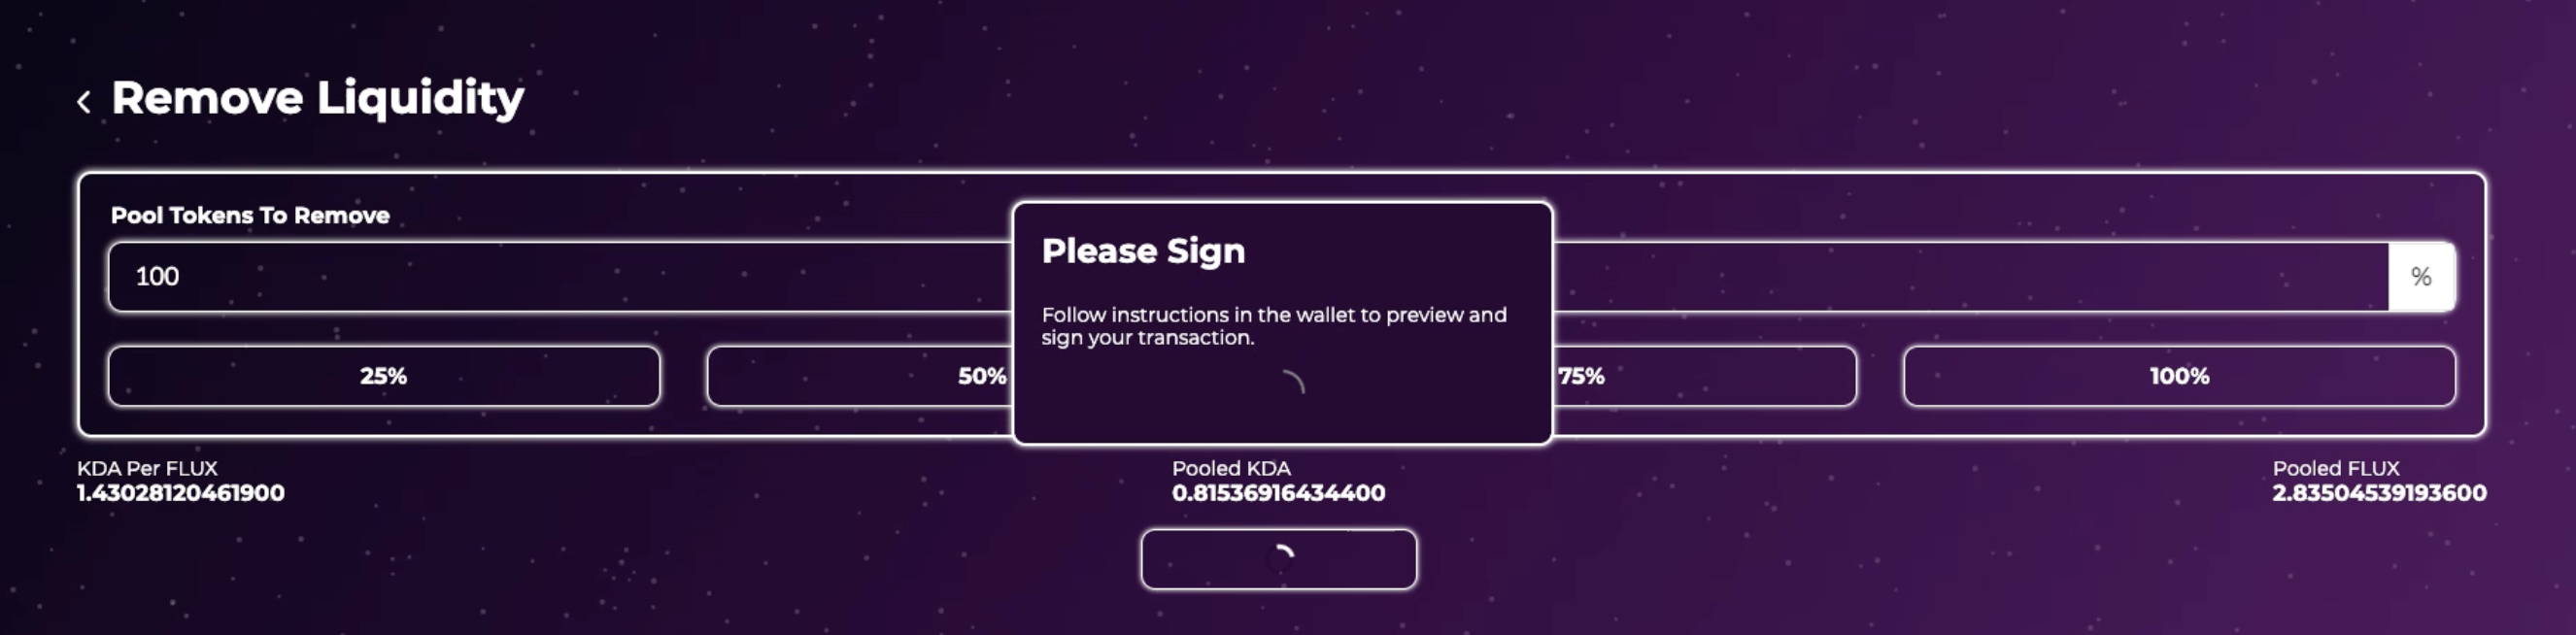 Remove Liquidity
Pool Tokens To Remove
100
%
Please Sign
Follow instructions in the wallet to preview and
sign your transaction.
25%
50%
75%
100%
KDA Per FLUX
1.43028120461900
Pooled KDA
0.81536916434400
Pooled FLUX
2.83504539193600